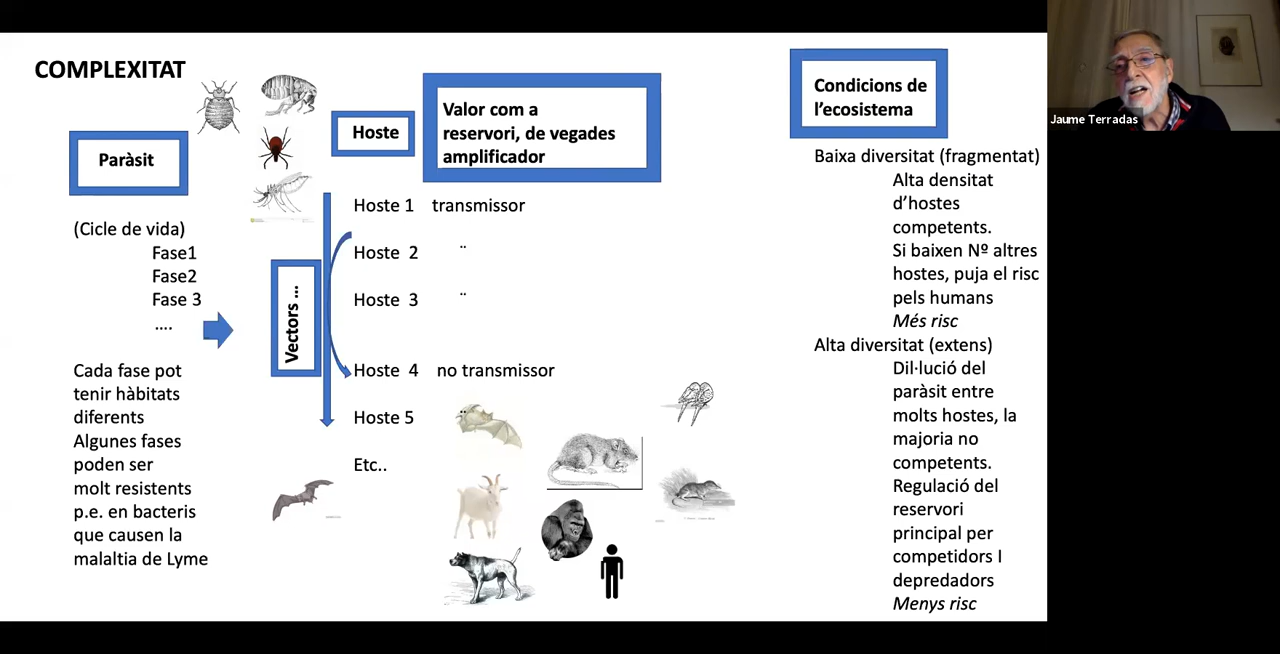 COMPLEXITAT
Paràsit
(Cicle de vida)
Fase1
Fase2
Fase 3
....
Cada fase pot
tenir hàbitats
diferents
Algunes fases
poden ser
molt resistents
p.e. en bacteris
que causen la
malaltia de Lyme
Vectors ...
Hoste
Valor com a
reservori, de vegades
amplificador
Hoste 1 transmissor
Hoste 2 ¨
Hoste 3 ¨
Hoste 4 no transmissor
Hoste 5 ¨
Etc..
Condicions de
l’ecosistema
Baixa diversitat (fragmentat)
Alta densitat
d’hostes
competents.
Si baixen Nº altres
hostes, puja el risc
pels humans
Més risc
Alta diversitat (extens)
Dil·lució del
paràsit entre
molts hostes, la
majoria no
competents.
Regulació del
reservori
principal per
competidors I
depredadors
Menys risc
Jaume Terradas